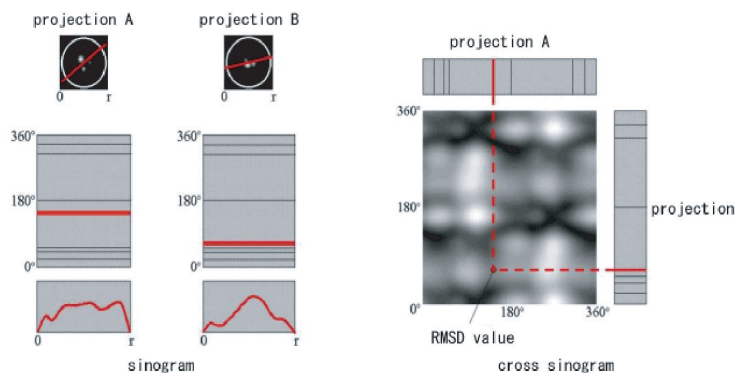 projection A
projection B
0 r
0 r
360°
180°
0°
360°
180°
0°
0 r
0 r
sinogram
projection A
360°
180°
0°
180°
360°
projection
RMSD value
cross sinogram